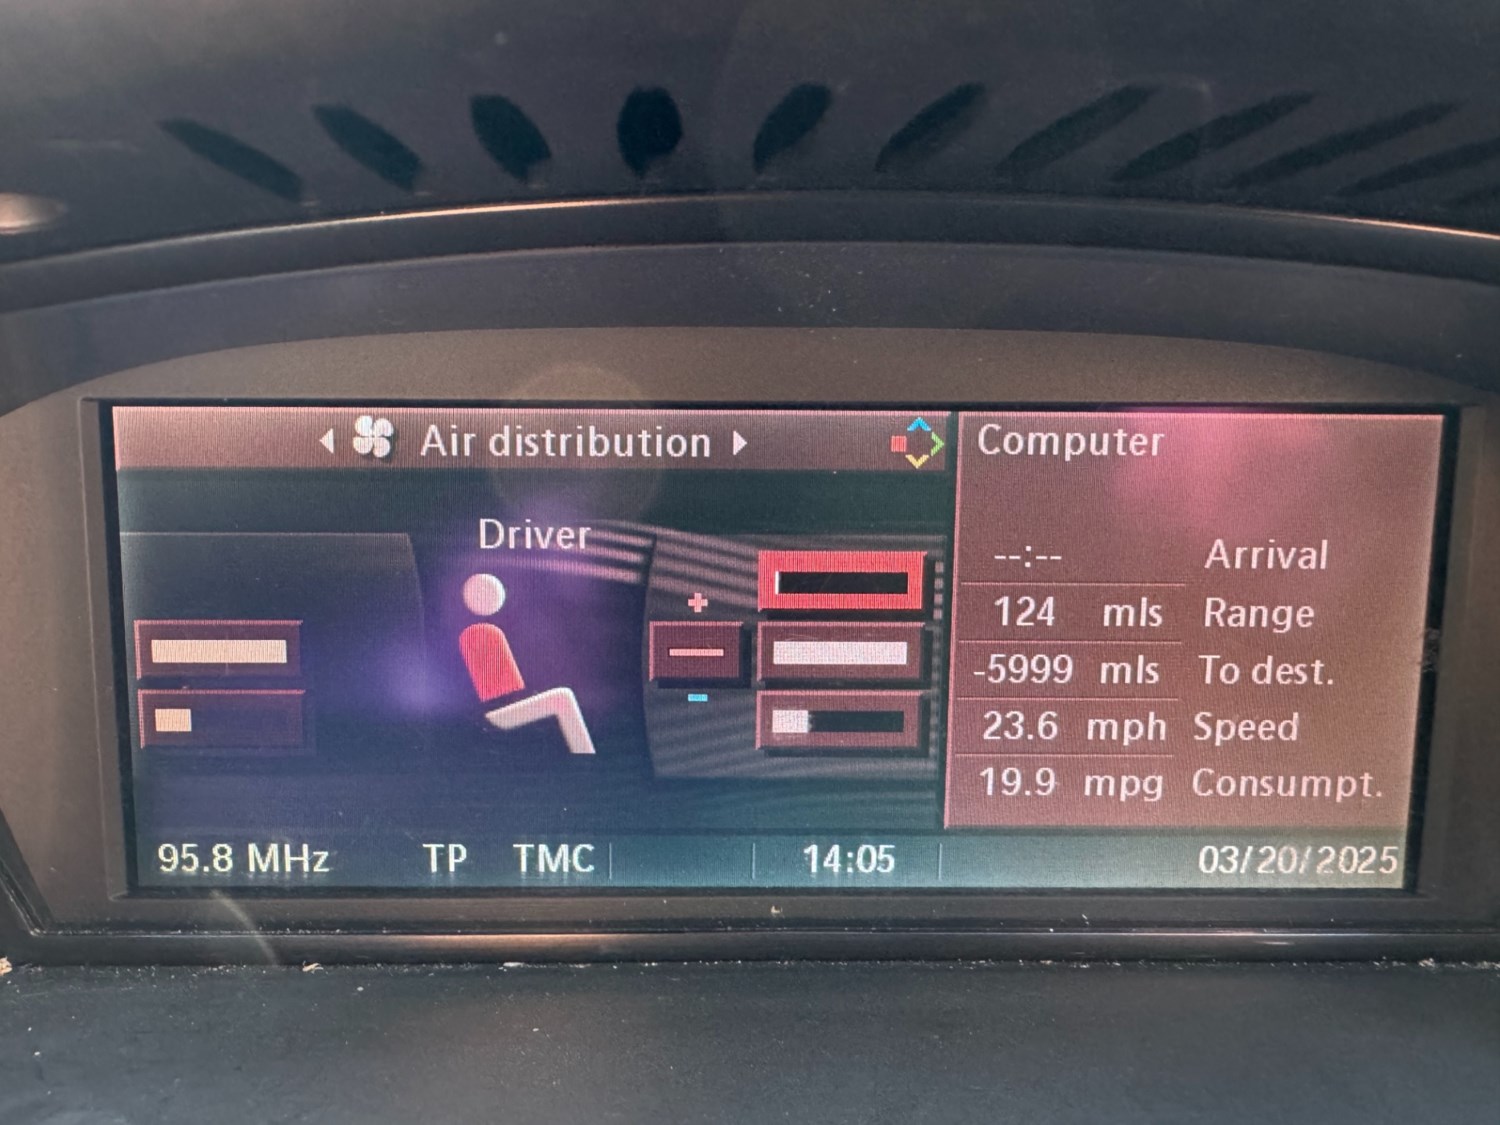 Air distribution
Driver
Computer
--:-- Arrival
124 mls Range
-5999 mls To dest.
23.6 mph Speed
19.9 mpg Consumpt.
95.8 MHz TP TMC 14:05 03/20/2025